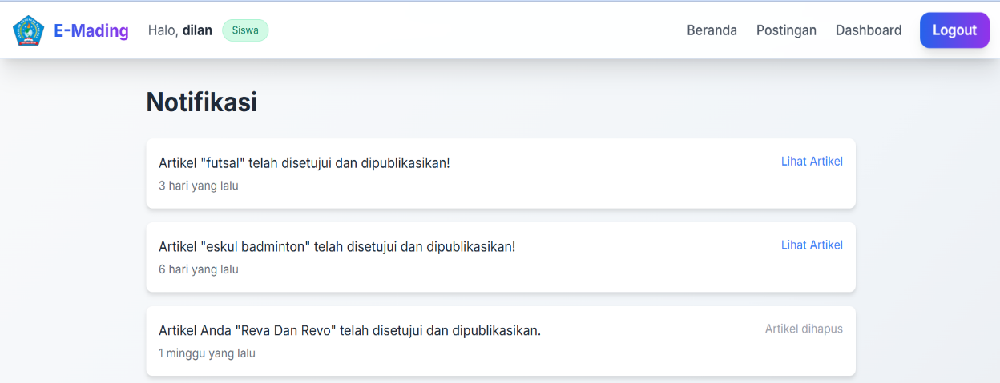 E-Mading Halo, dilan Siswa Beranda Postingan Dashboard Logout
Notifikasi
Artikel "futsal" telah disetujui dan dipublikasikan! Lihat Artikel
3 hari yang lalu
Artikel "eskul badminton" telah disetujui dan dipublikasikan! Lihat Artikel
6 hari yang lalu
Artikel Anda "Reva Dan Revo" telah disetujui dan dipublikasikan. Artikel dihapus
1 minggu yang lalu